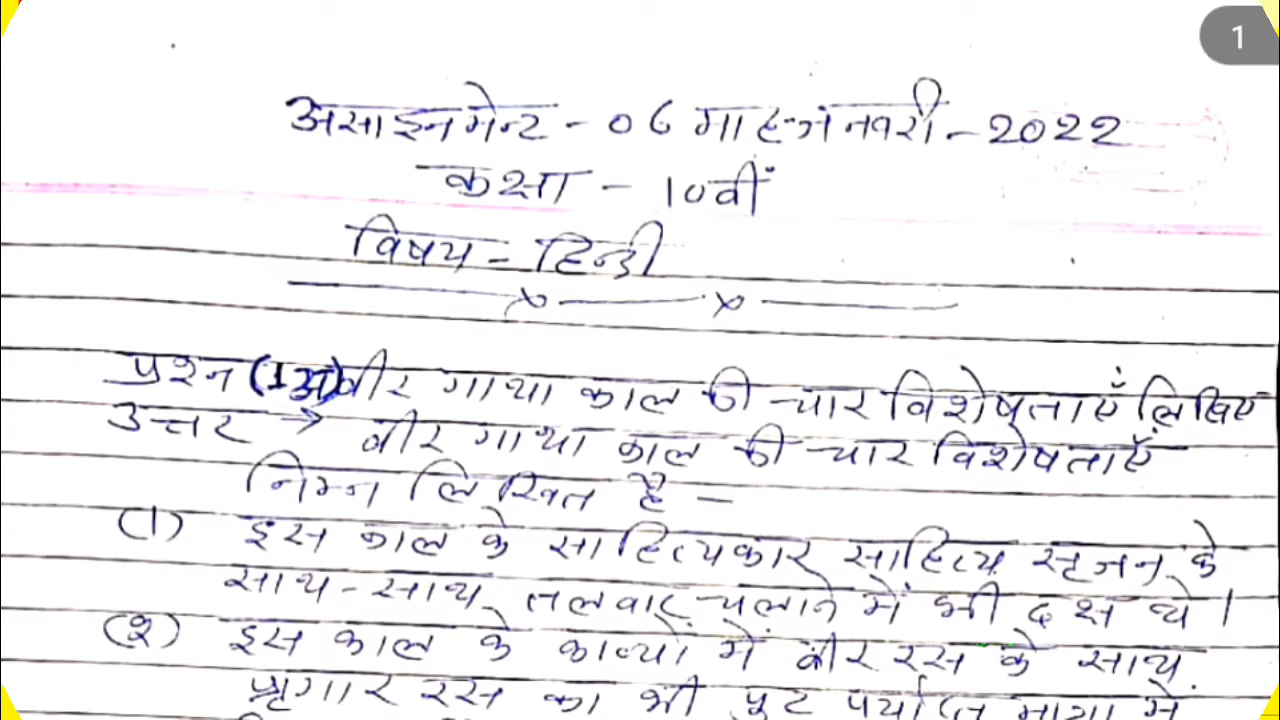 1
असाइनमेन्ट - 06 माह-जनवरी - 2022
कक्षा - 10वीं
विषय - हिन्दी
प्रश्न (1अ) वीर गाथा काल की चार विशेषताएँ लिखिए
उत्तर → वीर गाथा काल की चार विशेषताएँ
निम्न लिखित है -
(1) इस काल के साहित्यकार साहित्य सृजन के
साथ-साथ तलवार चलाने में भी दक्ष थे।
(2) इस काल के काव्यों में वीर रस के साथ
श्रृंगार रस का भी पुट पर्याप्त मात्रा मे